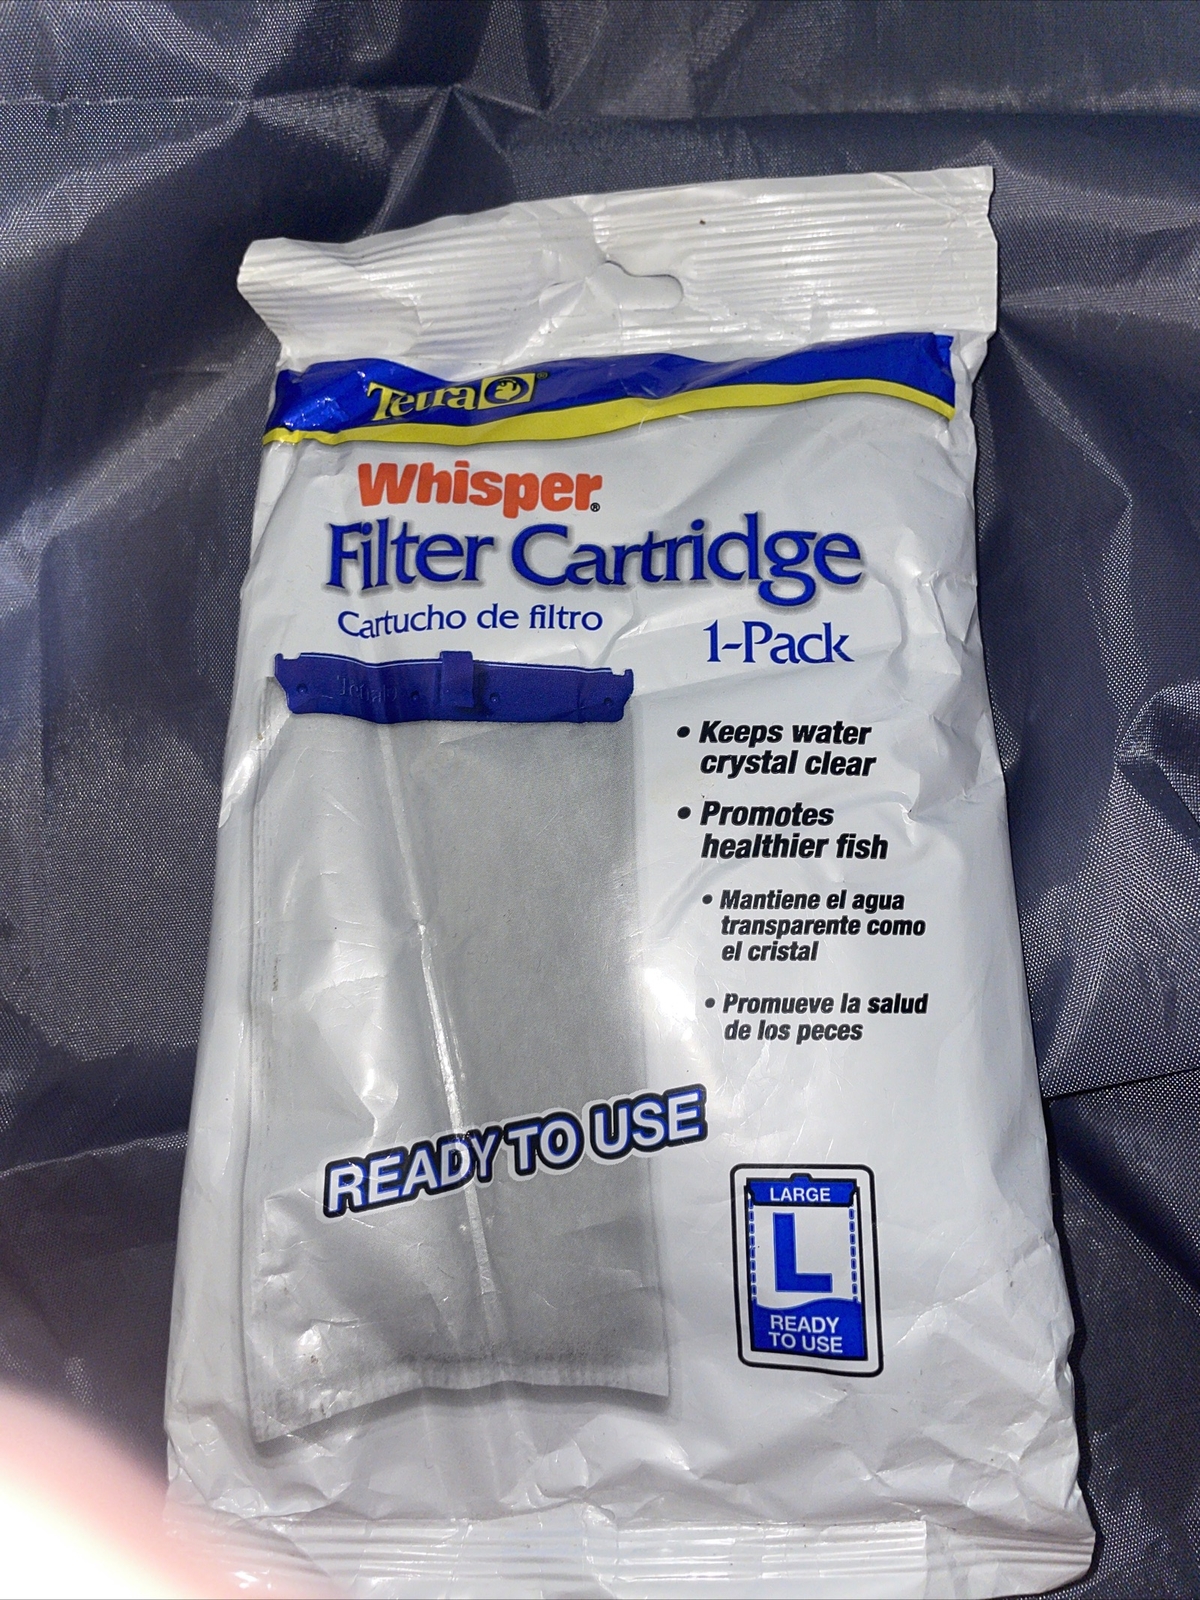 Tetra®
Whisper®
Filter Cartridge
Cartucho de filtro
1-Pack
Tetra
• Keeps water
crystal clear
• Promotes
healthier fish
• Mantiene el agua
transparente como
el cristal
• Promueve la salud
de los peces
READY TO USE
LARGE
L
READY
TO USE